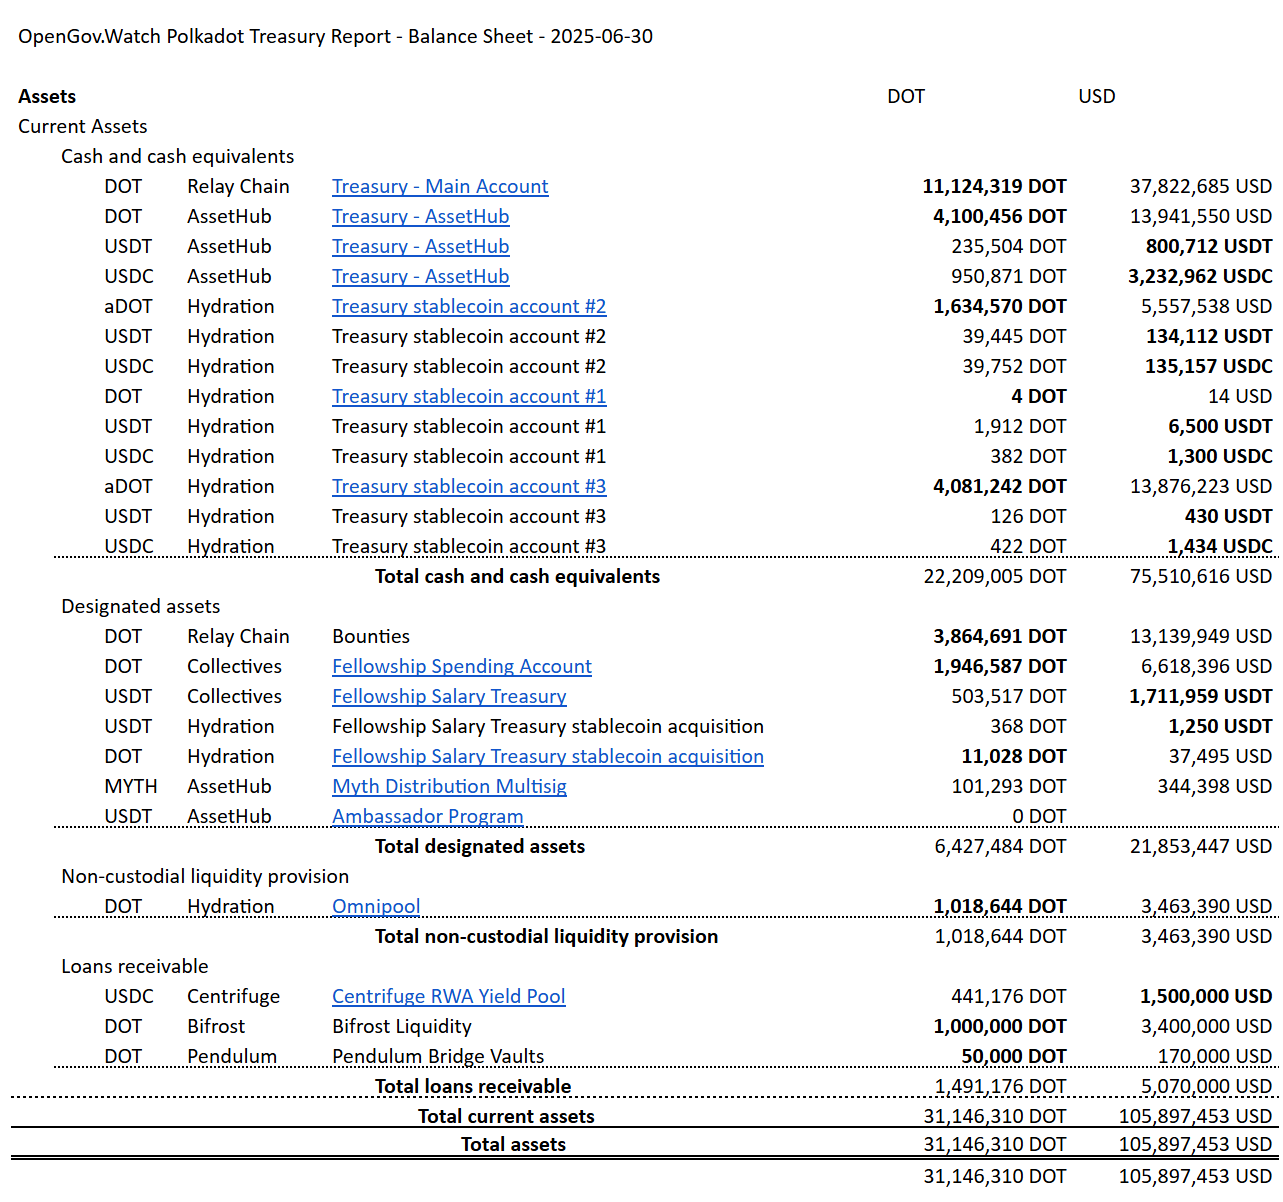 OpenGov.Watch Polkadot Treasury Report - Balance Sheet - 2025-06-30
Assets DOT USD
Current Assets
Cash and cash equivalents
DOT Relay Chain Treasury - Main Account 11,124,319 DOT 37,822,685 USD
DOT AssetHub Treasury - AssetHub 4,100,456 DOT 13,941,550 USD
USDT AssetHub Treasury - AssetHub 235,504 DOT 800,712 USDT
USDC AssetHub Treasury - AssetHub 950,871 DOT 3,232,962 USDC
aDOT Hydration Treasury stablecoin account #2 1,634,570 DOT 5,557,538 USD
USDT Hydration Treasury stablecoin account #2 39,445 DOT 134,112 USDT
USDC Hydration Treasury stablecoin account #2 39,752 DOT 135,157 USDC
DOT Hydration Treasury stablecoin account #1 4 DOT 14 USD
USDT Hydration Treasury stablecoin account #1 1,912 DOT 6,500 USDT
USDC Hydration Treasury stablecoin account #1 382 DOT 1,300 USDC
aDOT Hydration Treasury stablecoin account #3 4,081,242 DOT 13,876,223 USD
USDT Hydration Treasury stablecoin account #3 126 DOT 430 USDT
USDC Hydration Treasury stablecoin account #3 422 DOT 1,434 USDC
Total cash and cash equivalents 22,209,005 DOT 75,510,616 USD
Designated assets
DOT Relay Chain Bounties 3,864,691 DOT 13,139,949 USD
DOT Collectives Fellowship Spending Account 1,946,587 DOT 6,618,396 USD
USDT Collectives Fellowship Salary Treasury 503,517 DOT 1,711,959 USDT
USDT Hydration Fellowship Salary Treasury stablecoin acquisition 368 DOT 1,250 USDT
DOT Hydration Fellowship Salary Treasury stablecoin acquisition 11,028 DOT 37,495 USD
MYTH AssetHub Myth Distribution Multisig 101,293 DOT 344,398 USD
USDT AssetHub Ambassador Program 0 DOT
Total designated assets 6,427,484 DOT 21,853,447 USD
Non-custodial liquidity provision
DOT Hydration Omnipool 1,018,644 DOT 3,463,390 USD
Total non-custodial liquidity provision 1,018,644 DOT 3,463,390 USD
Loans receivable
USDC Centrifuge Centrifuge RWA Yield Pool 441,176 DOT 1,500,000 USD
DOT Bifrost Bifrost Liquidity 1,000,000 DOT 3,400,000 USD
DOT Pendulum Pendulum Bridge Vaults 50,000 DOT 170,000 USD
Total loans receivable 1,491,176 DOT 5,070,000 USD
Total current assets 31,146,310 DOT 105,897,453 USD
Total assets 31,146,310 DOT 105,897,453 USD
31,146,310 DOT 105,897,453 USD